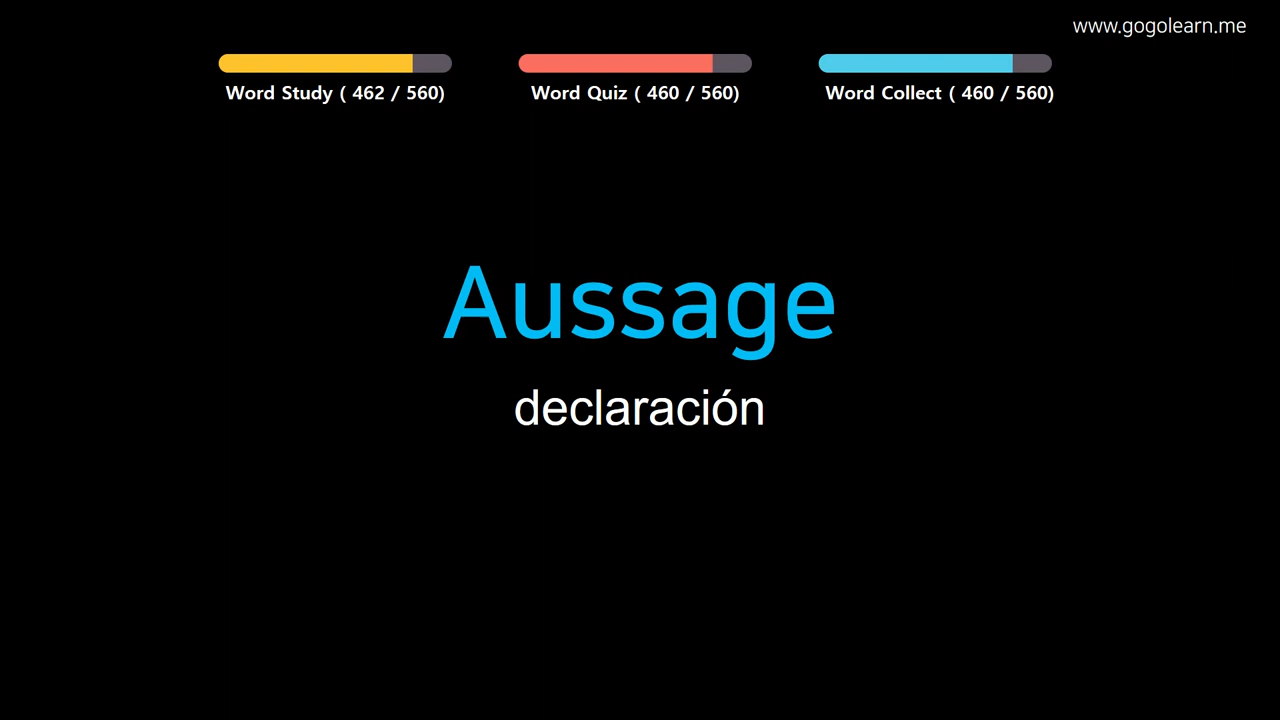 www.gogolearn.me
Word Study ( 462 / 560)
Word Quiz ( 460 / 560)
Word Collect ( 460 / 560)
Aussage
declaración